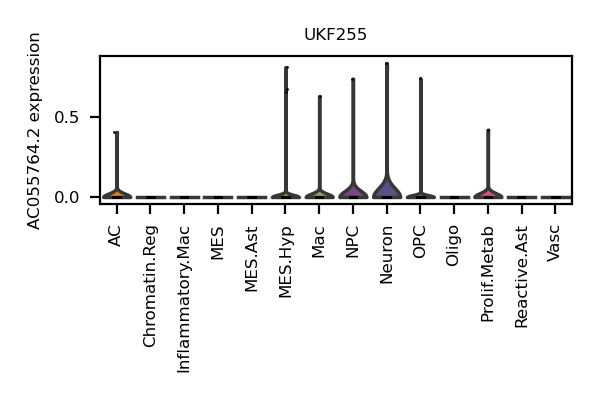 UKF255
AC055764.2 expression
0.5
0.0
AC
Chromatin.Reg
Inflammatory.Mac
MES
MES.Ast
MES.Hyp
Mac
NPC
Neuron
OPC
Oligo
Prolif.Metab
Reactive.Ast
Vasc